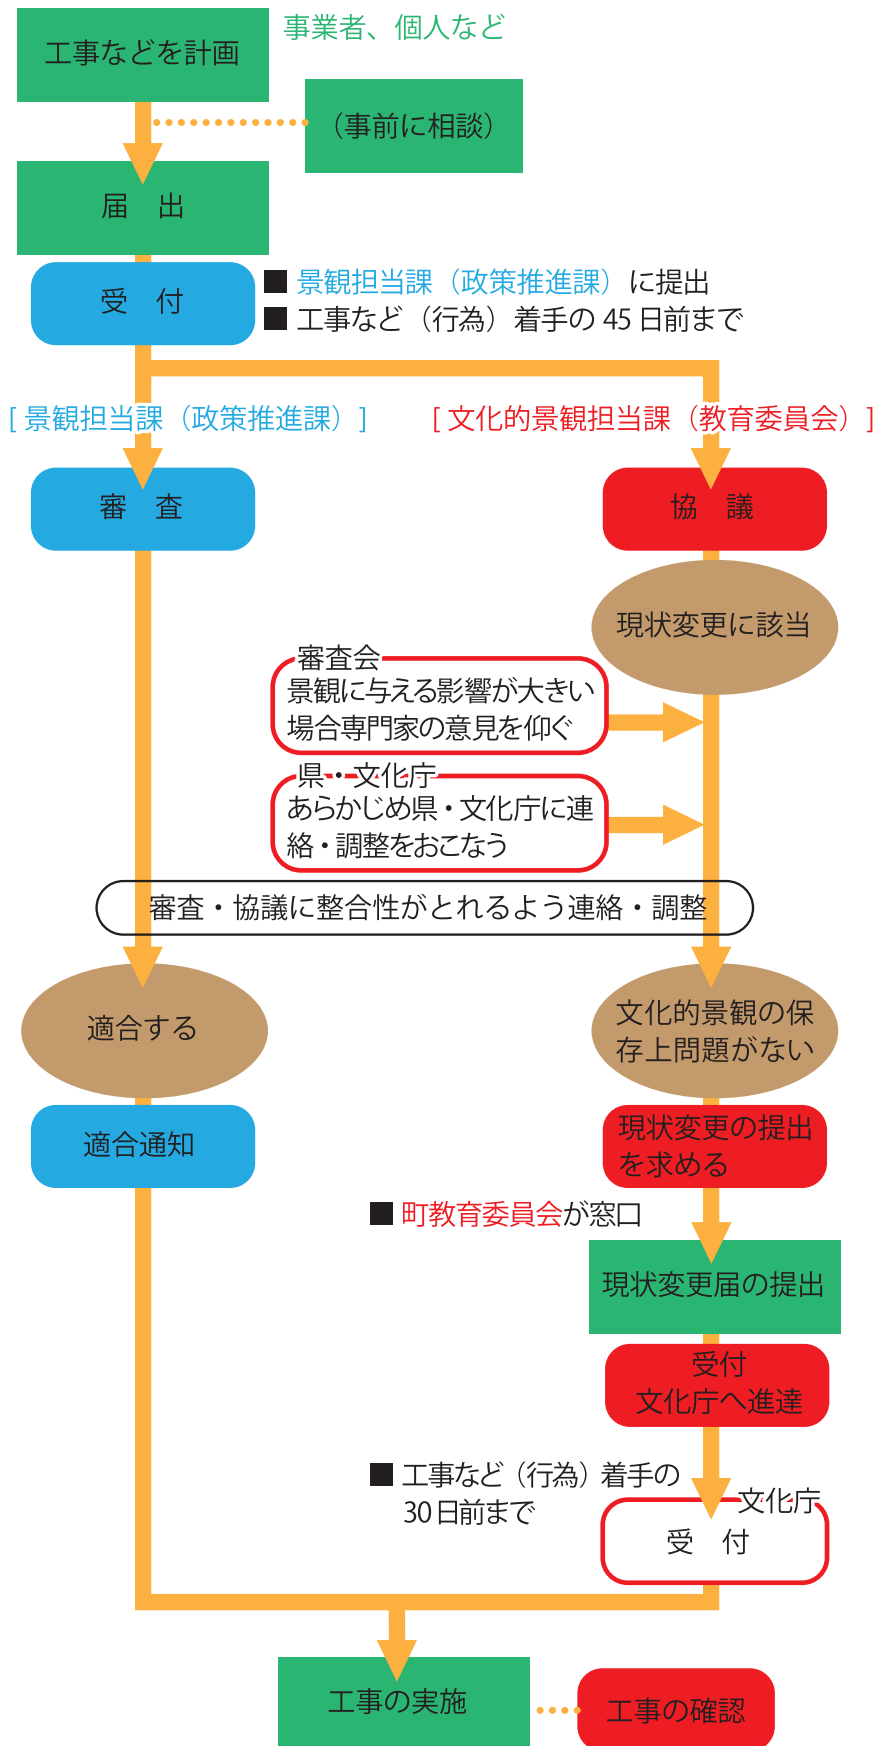 工事などを計画
事業者、個人など
（事前に相談）
届　出
受　付
■ 景観担当課（政策推進課）に提出
■ 工事など（行為）着手の 45 日前まで
[ 景観担当課（政策推進課）]
[ 文化的景観担当課（教育委員会）]
審　査
協　議
現状変更に該当
審査会
景観に与える影響が大きい
場合専門家の意見を仰ぐ
県・文化庁
あらかじめ県・文化庁に連
絡・調整をおこなう
審査・協議に整合性がとれるよう連絡・調整
適合する
文化的景観の保
存上問題がない
適合通知
現状変更の提出
を求める
■ 町教育委員会が窓口
現状変更届の提出
受付
文化庁へ進達
■ 工事など（行為）着手の
30 日前まで
文化庁
受　付
工事の実施
工事の確認